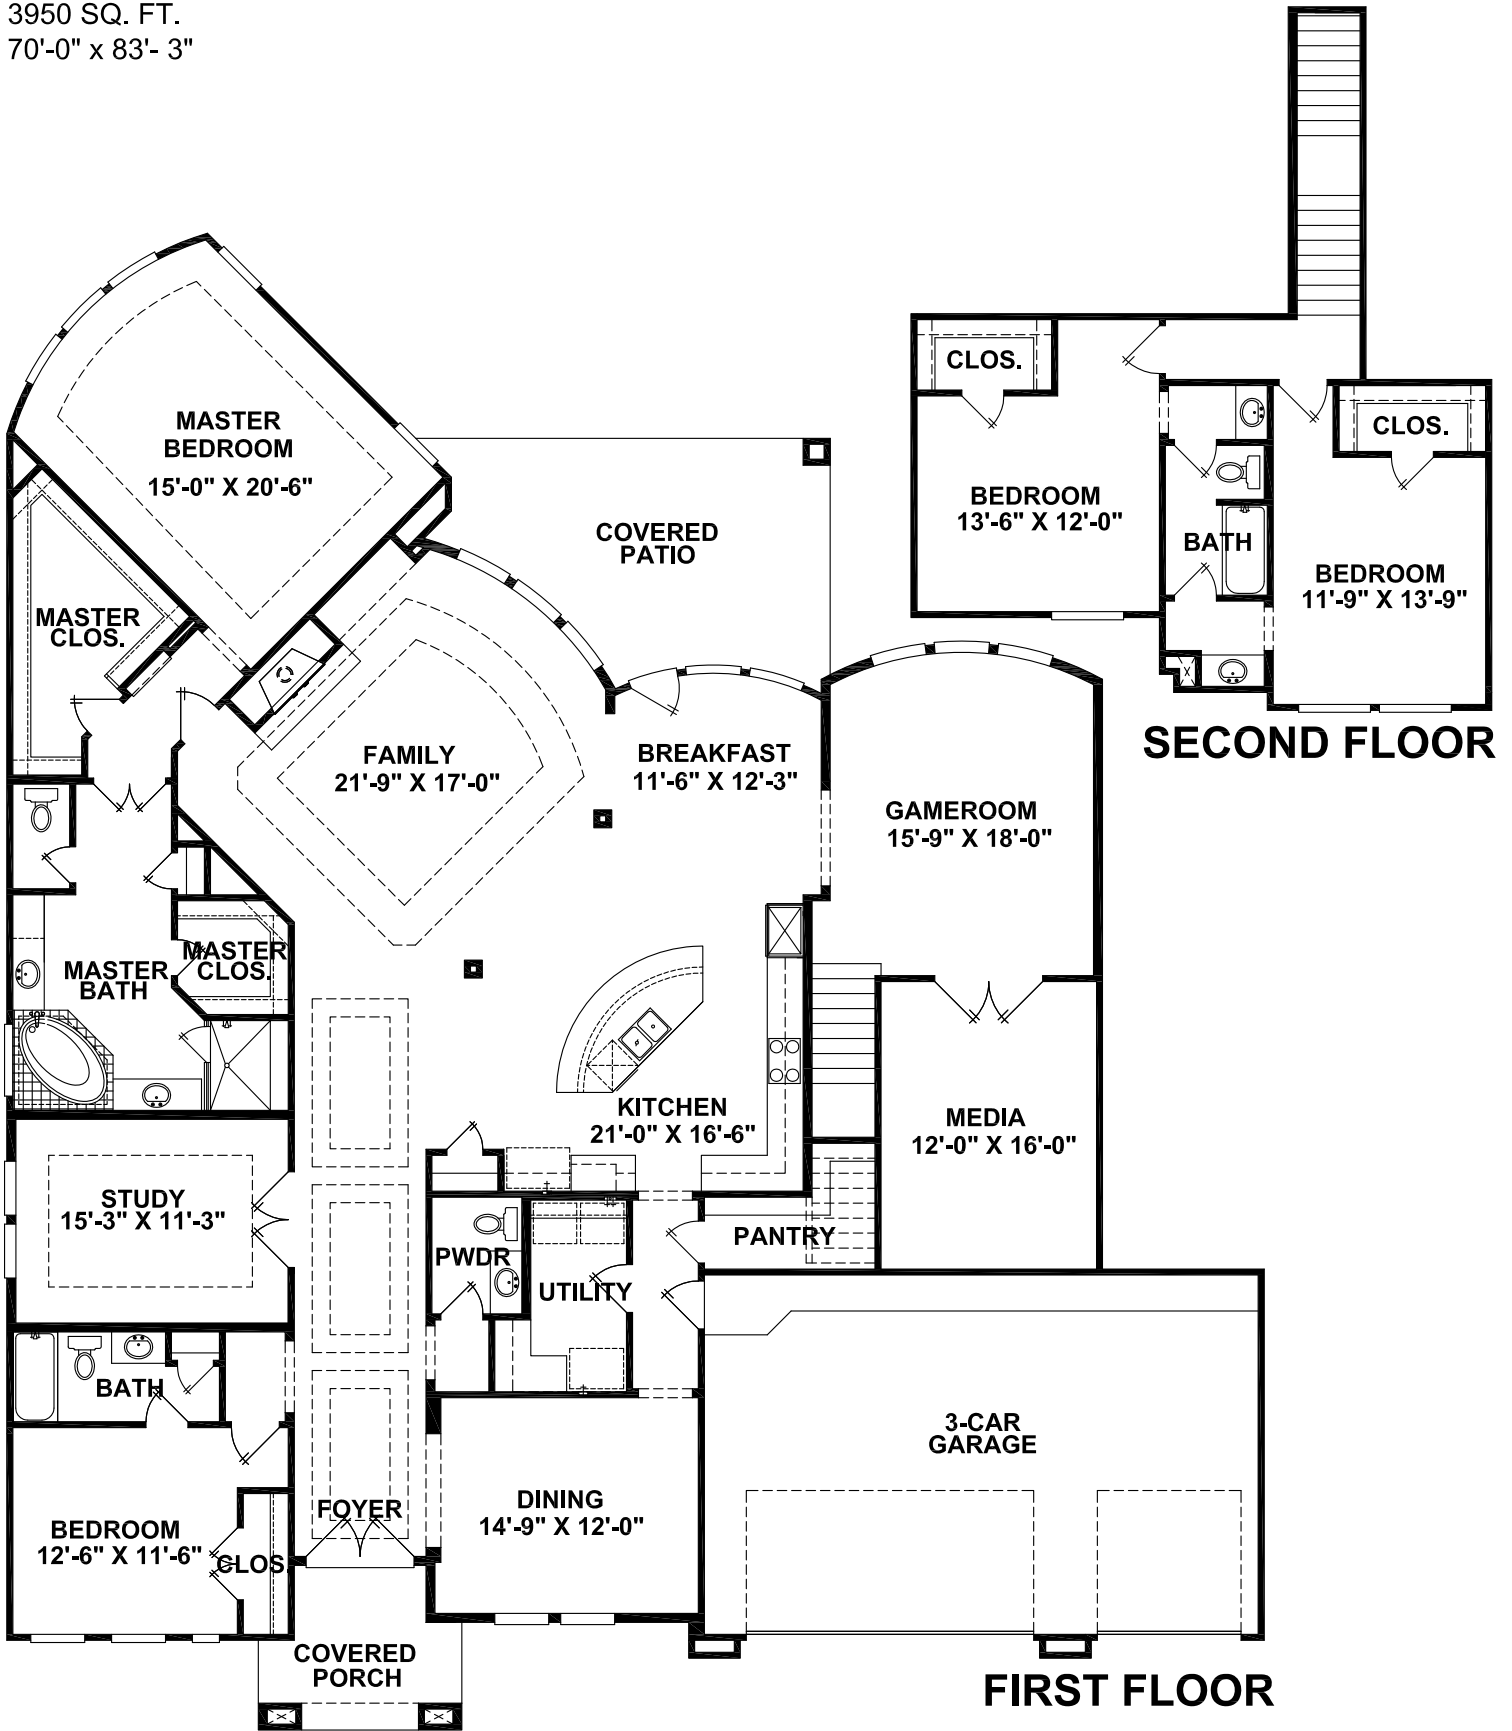 3950 SQ. FT.
70'-0" x 83'- 3"
MASTER
BEDROOM
15'-0" X 20'-6"
COVERED
PATIO
MASTER
CLOS.
FAMILY
21'-9" X 17'-0"
BREAKFAST
11'-6" X 12'-3"
GAMEROOM
15'-9" X 18'-0"
MASTER
CLOS.
MASTER
BATH
KITCHEN
21'-0" X 16'-6"
MEDIA
12'-0" X 16'-0"
STUDY
15'-3" X 11'-3"
PWDR
UTILITY
PANTRY
BATH
3-CAR
GARAGE
FOYER
DINING
14'-9" X 12'-0"
BEDROOM
12'-6" X 11'-6"
CLOS.
COVERED
PORCH
FIRST FLOOR
CLOS.
BEDROOM
13'-6" X 12'-0"
CLOS.
BATH
BEDROOM
11'-9" X 13'-9"
SECOND FLOOR